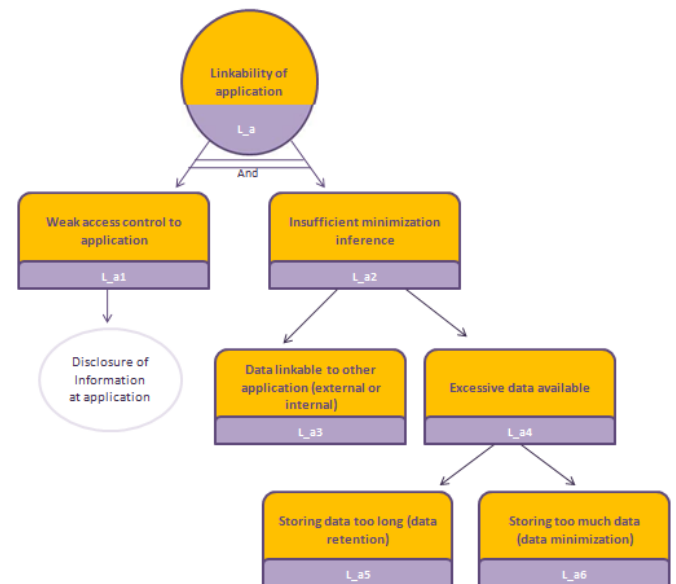 Linkability of
application
L_a
And
Weak access control to
application
L_a1
Insufficient minimization
inference
L_a2
Disclosure of
Information
at application
Data linkable to other
application (external or
internal)
L_a3
Excessive data available
L_a4
Storing data too long (data
retention)
L_a5
Storing too much data
(data minimization)
L_a6